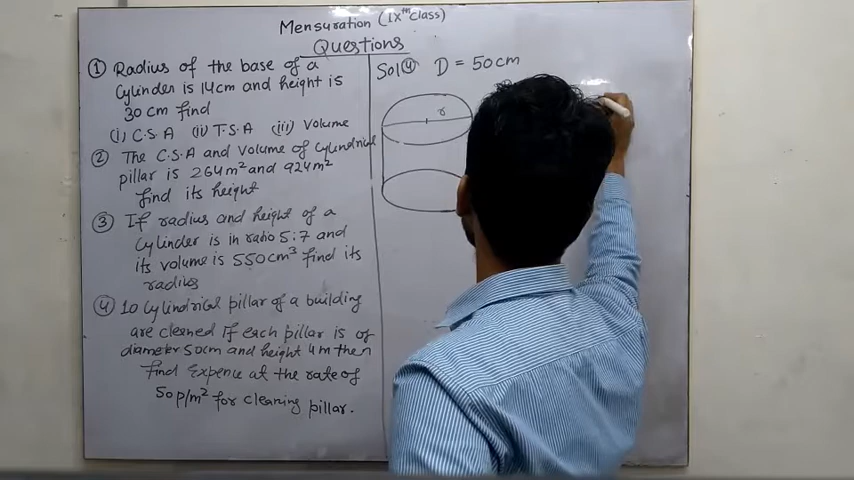 Mensuration (IXth class)
Questions
① Radius of the base of a
Cylinder is 14cm and height is
30 cm find
(i) C.S.A (ii) T.S.A (iii) Volume
② The C.S.A and volume of cylindrical
pillar is 264m² and 924m²
find its height
③ If radius and height of a
Cylinder is in ratio 5:7 and
its volume is 550cm³ find its
radius
④ 10 Cylindrical pillar of a building
are cleaned if each pillar is of
diameter 50cm and height 4m then
find Expence at the rate of
50p/m² for cleaning pillar.
Sol④ D = 50cm
r